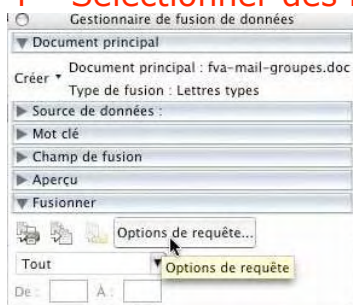 Sélectionner des
Gestionnaire de fusion de données
Document principal
Créer
Document principal : fva-mail-groupes.doc
Type de fusion : Lettres types
Source de données :
Mot clé
Champ de fusion
Aperçu
Fusionner
Options de requête...
Tout
Options de requête
De : A :